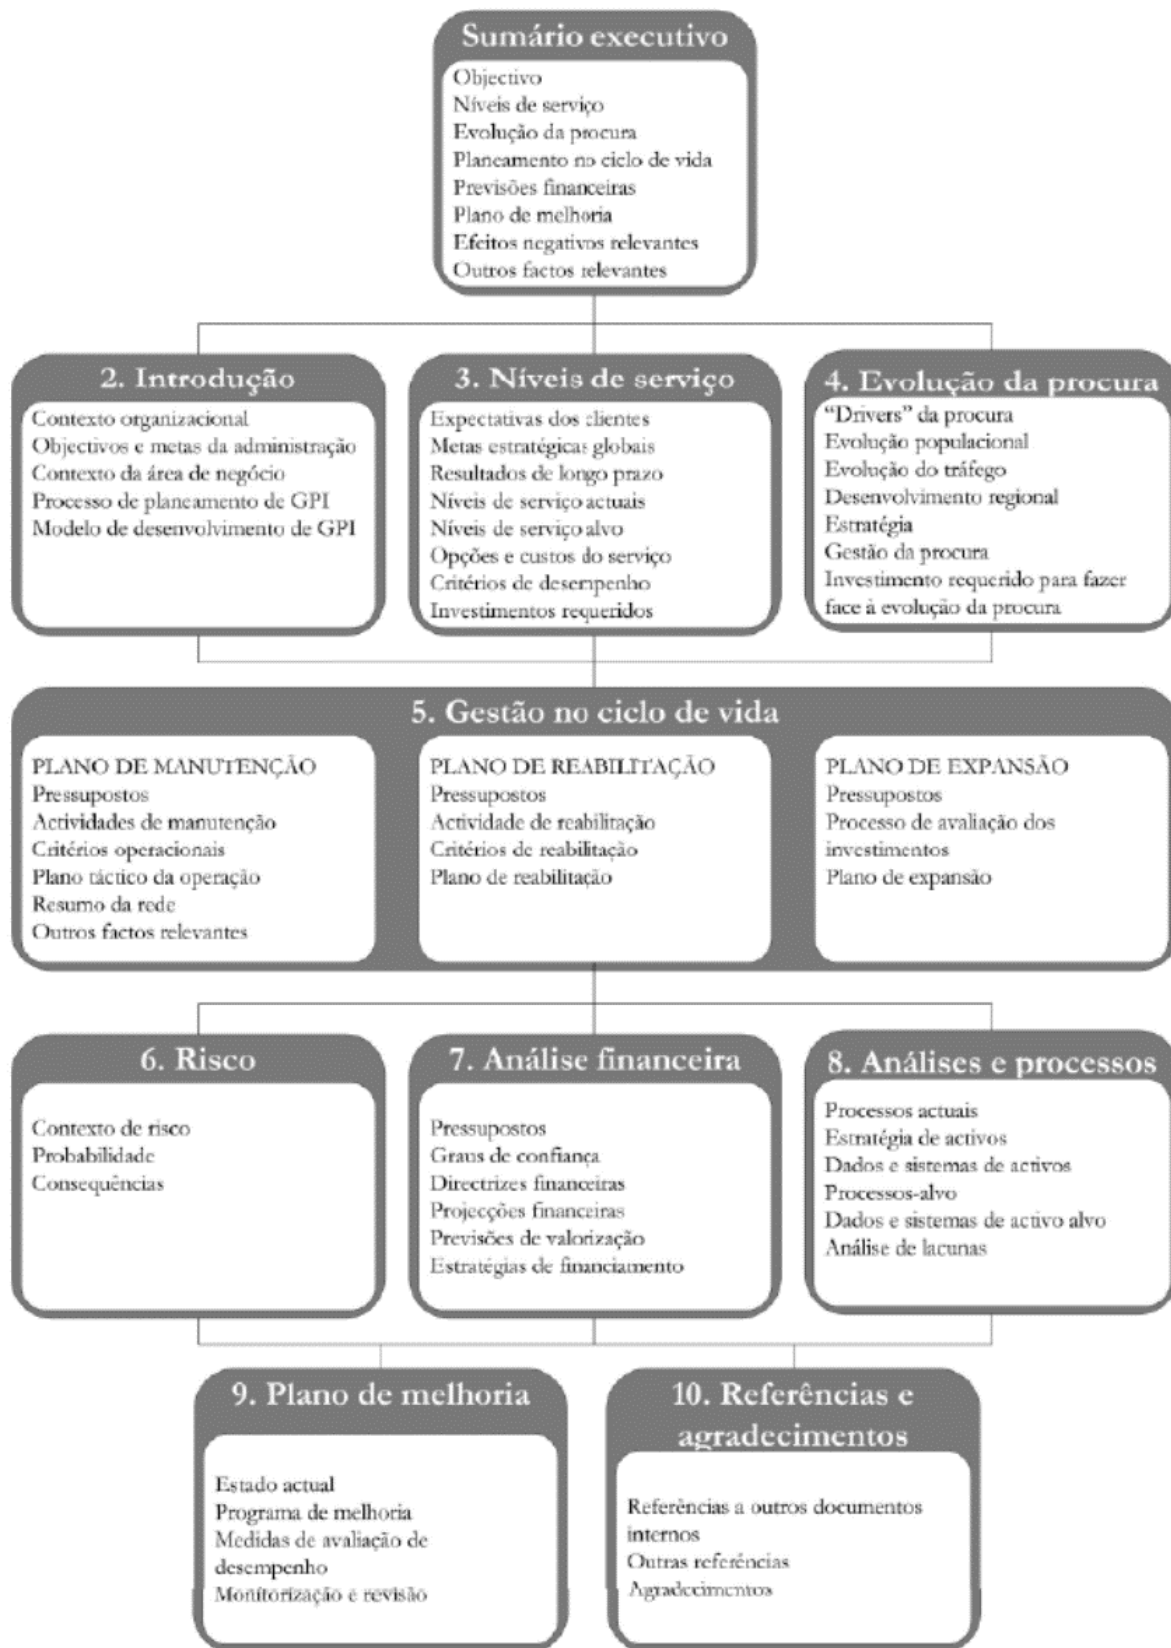 Sumário executivo
Objectivo
Níveis de serviço
Evolução da procura
Planeamento no ciclo de vida
Previsões financeiras
Plano de melhoria
Efeitos negativos relevantes
Outros factos relevantes
2. Introdução
Contexto organizacional
Objectivos e metas da administração
Contexto da área de negócio
Processo de planeamento de GPI
Modelo de desenvolvimento de GPI
3. Níveis de serviço
Expectativas dos clientes
Metas estratégicas globais
Resultados de longo prazo
Níveis de serviço actuais
Níveis de serviço alvo
Opções e custos do serviço
Critérios de desempenho
Investimentos requeridos
4. Evolução da procura
“Drivers” da procura
Evolução populacional
Evolução do tráfego
Desenvolvimento regional
Estratégia
Gestão da procura
Investimento requerido para fazer
face à evolução da procura
5. Gestão no ciclo de vida
PLANO DE MANUTENÇÃO
Pressupostos
Actividades de manutenção
Critérios operacionais
Plano táctico da operação
Resumo da rede
Outros factos relevantes
PLANO DE REABILITAÇÃO
Pressupostos
Actividade de reabilitação
Critérios de reabilitação
Plano de reabilitação
PLANO DE EXPANSÃO
Pressupostos
Processo de avaliação dos
investimentos
Plano de expansão
6. Risco
Contexto de risco
Probabilidade
Consequências
7. Análise financeira
Pressupostos
Graus de confiança
Directrizes financeiras
Projecções financeiras
Previsões de valorização
Estratégias de financiamento
8. Análises e processos
Processos actuais
Estratégia de activos
Dados e sistemas de activos
Processos-alvo
Dados e sistemas de activo alvo
Análise de lacunas
9. Plano de melhoria
Estado actual
Programa de melhoria
Medidas de avaliação de
desempenho
Monitorização e revisão
10. Referências e
agradecimentos
Referências a outros documentos
internos
Outras referências
Agradecimentos